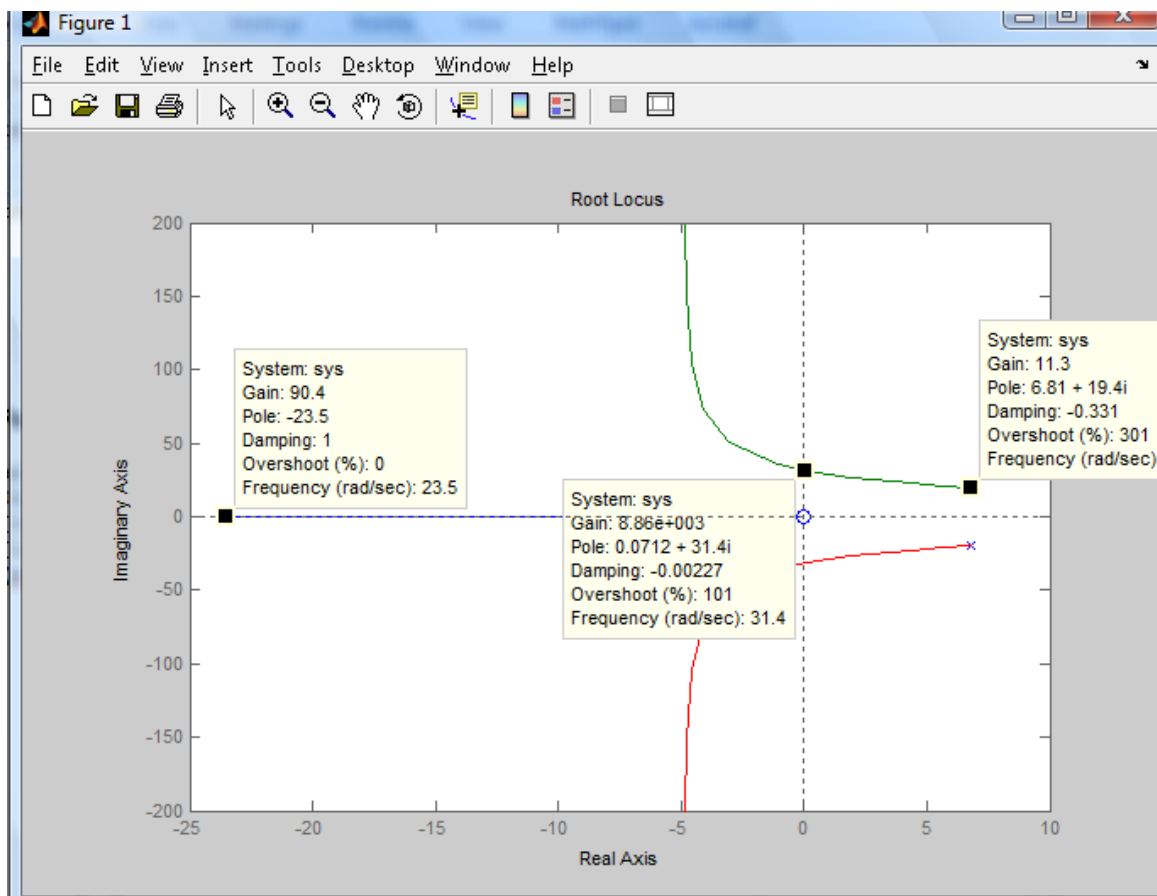 Figure 1
File Edit View Insert Tools Desktop Window Help
Root Locus
200
150
100
50
0
-50
-100
-150
-200
Imaginary Axis
System: sys
Gain: 90.4
Pole: -23.5
Damping: 1
Overshoot (%): 0
Frequency (rad/sec): 23.5
System: sys
Gain: 8.86e+003
Pole: 0.0712 + 31.4i
Damping: -0.00227
Overshoot (%): 101
Frequency (rad/sec): 31.4
System: sys
Gain: 11.3
Pole: 6.81 + 19.4i
Damping: -0.331
Overshoot (%): 301
Frequency (rad/sec)
-25 -20 -15 -10 -5 0 5 10
Real Axis